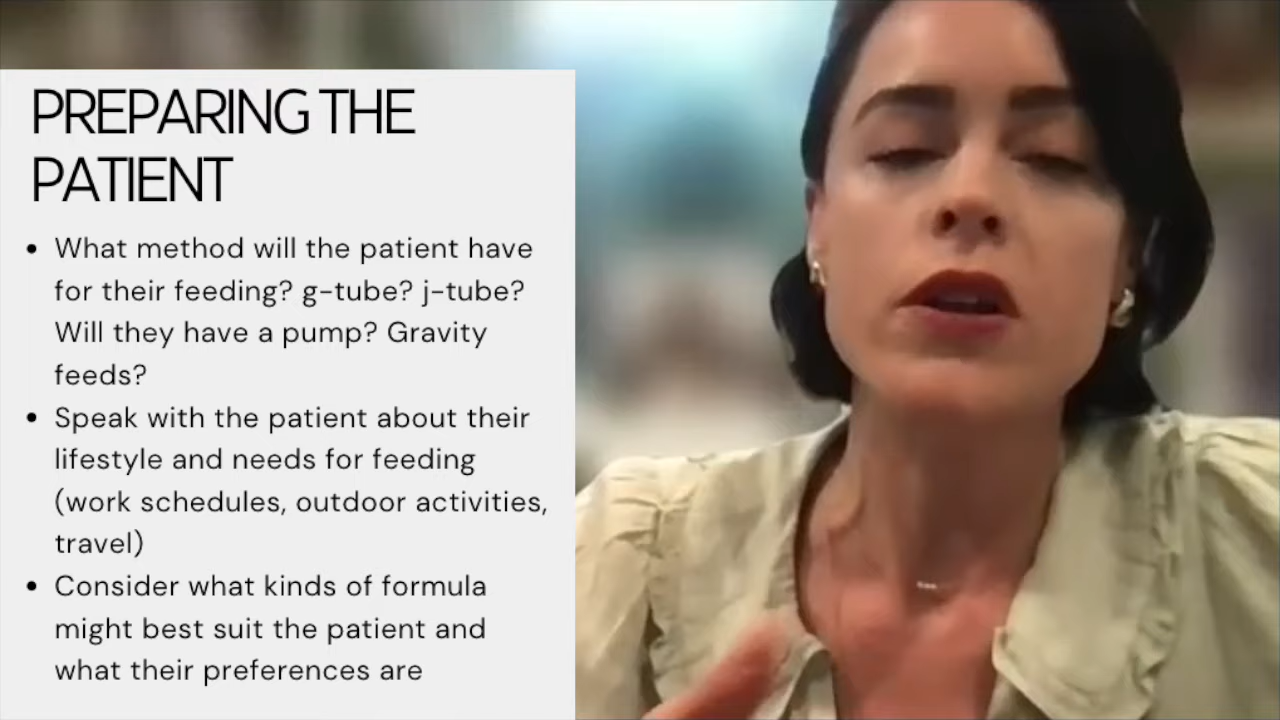 PREPARING THE
PATIENT
• What method will the patient have
for their feeding? g-tube? j-tube?
Will they have a pump? Gravity
feeds?
• Speak with the patient about their
lifestyle and needs for feeding
(work schedules, outdoor activities,
travel)
• Consider what kinds of formula
might best suit the patient and
what their preferences are